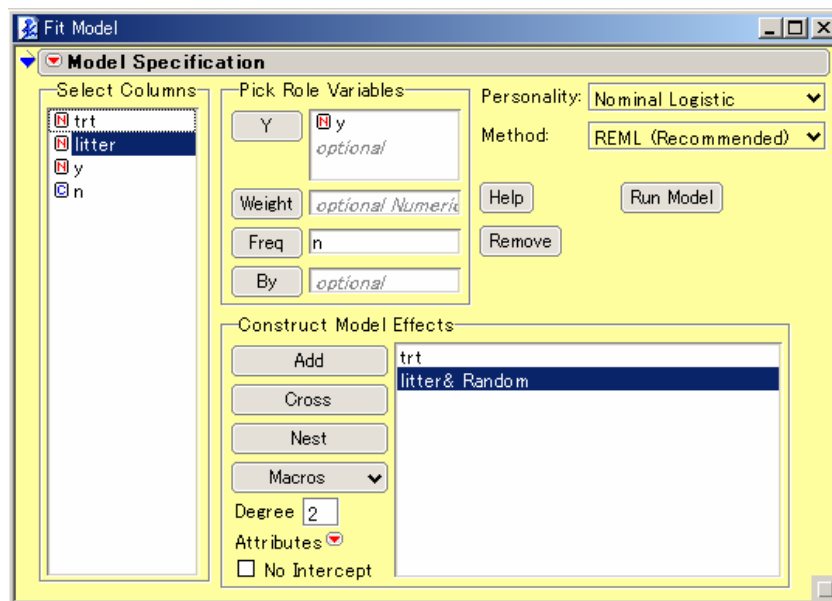 Fit Model
Model Specification
Select Columns
N trt
N litter
N y
C n
Pick Role Variables
Y
N y
optional
Weight
optional Numeric
Freq
n
By
optional
Personality:
Nominal Logistic
Method:
REML (Recommended)
Help
Run Model
Remove
Construct Model Effects
Add
Cross
Nest
Macros
Degree
2
Attributes
No Intercept
trt
litter& Random